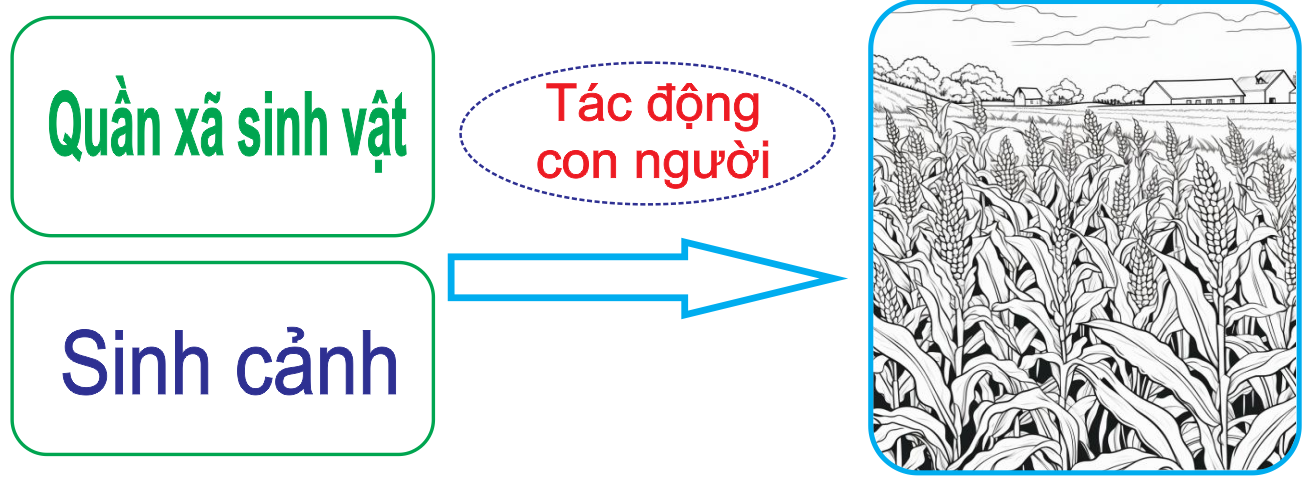 Quần xã sinh vật
Tác động
con người
Sinh cảnh